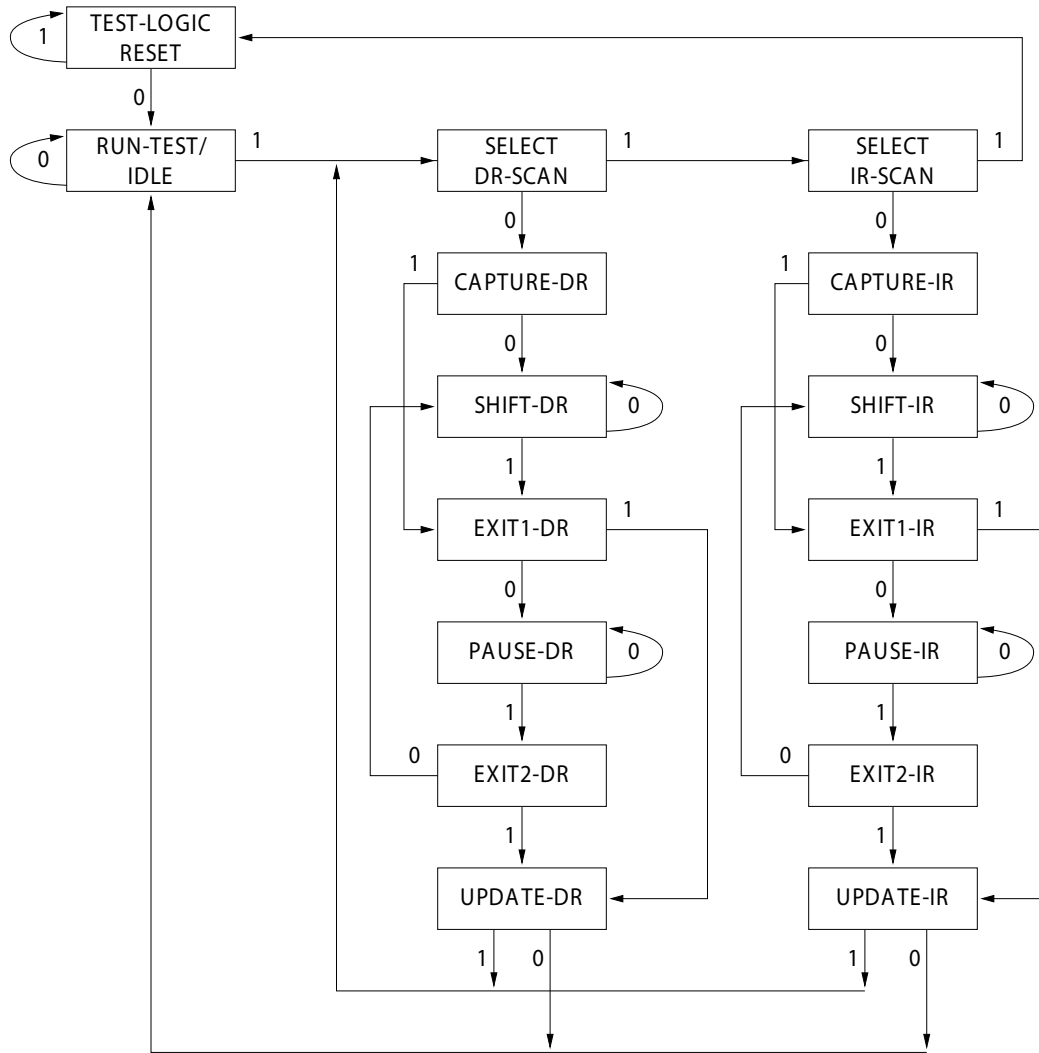 TEST-LOGIC
RESET
1
0
RUN-TEST/
IDLE
0
1
SELECT
DR-SCAN
1
SELECT
IR-SCAN
1
0
0
1
CAPTURE-DR
1
CAPTURE-IR
0
0
SHIFT-DR
0
SHIFT-IR
0
1
1
EXIT1-DR
1
EXIT1-IR
1
0
0
PAUSE-DR
0
PAUSE-IR
0
1
1
0
EXIT2-DR
0
EXIT2-IR
1
1
UPDATE-DR
UPDATE-IR
1
0
1
0